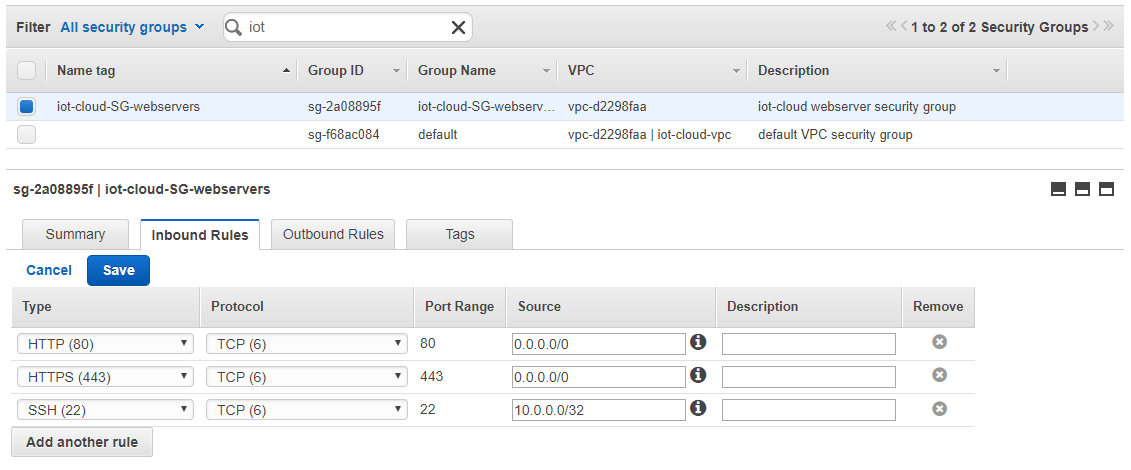 Filter All security groups iot 1 to 2 of 2 Security Groups
Name tag Group ID Group Name VPC Description
iot-cloud-SG-webservers sg-2a08895f iot-cloud-SG-webserv… vpc-d2298faa iot-cloud webserver security group
sg-f68ac084 default vpc-d2298faa | iot-cloud-vpc default VPC security group
sg-2a08895f | iot-cloud-SG-webservers
Summary Inbound Rules Outbound Rules Tags
Cancel Save
Type Protocol Port Range Source Description Remove
HTTP (80) TCP (6) 80 0.0.0.0/0
HTTPS (443) TCP (6) 443 0.0.0.0/0
SSH (22) TCP (6) 22 10.0.0.0/32
Add another rule